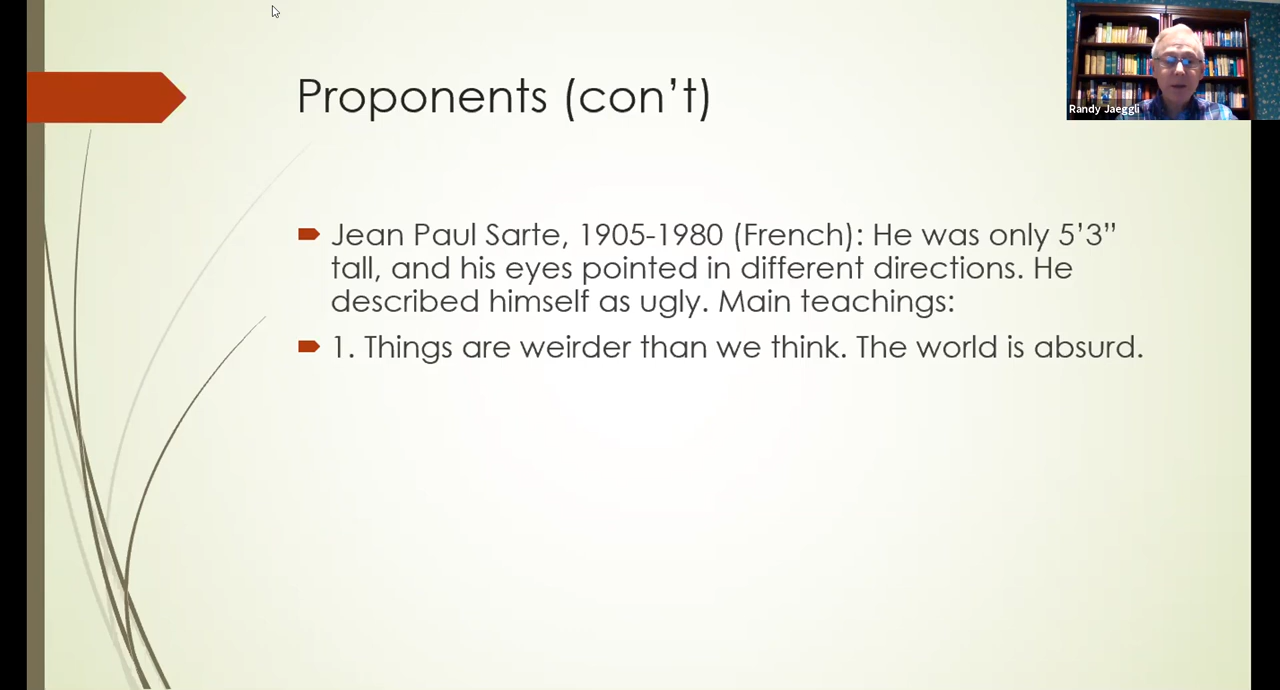 Proponents (con’t)
Randy Jaeggli
Jean Paul Sarte, 1905-1980 (French): He was only 5’3”
tall, and his eyes pointed in different directions. He
described himself as ugly. Main teachings:
1. Things are weirder than we think. The world is absurd.